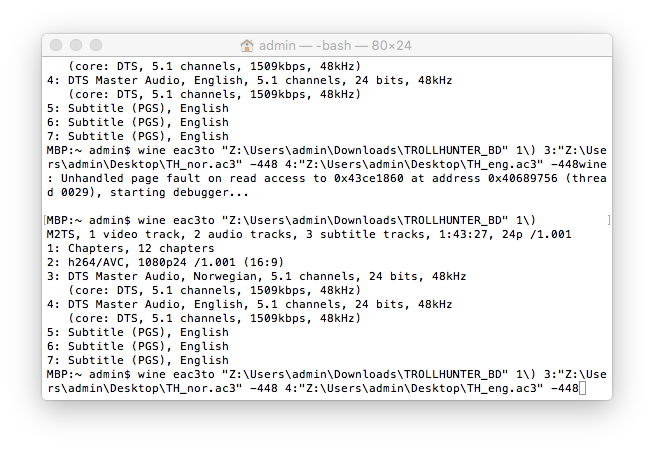 admin — -bash — 80×24
(core: DTS, 5.1 channels, 1509kbps, 48kHz)
4: DTS Master Audio, English, 5.1 channels, 24 bits, 48kHz
(core: DTS, 5.1 channels, 1509kbps, 48kHz)
5: Subtitle (PGS), English
6: Subtitle (PGS), English
7: Subtitle (PGS), English
MBP:~ admin$ wine eac3to "Z:\Users\admin\Downloads\TROLLHUNTER_BD" 1\) 3:"Z:\Use
rs\admin\Desktop\TH_nor.ac3" -448 4:"Z:\Users\admin\Desktop\TH_eng.ac3" -448wine
: Unhandled page fault on read access to 0x43ce1860 at address 0x40689756 (threa
d 0029), starting debugger...
[MBP:~ admin$ wine eac3to "Z:\Users\admin\Downloads\TROLLHUNTER_BD" 1\) ]
M2TS, 1 video track, 2 audio tracks, 3 subtitle tracks, 1:43:27, 24p /1.001
1: Chapters, 12 chapters
2: h264/AVC, 1080p24 /1.001 (16:9)
3: DTS Master Audio, Norwegian, 5.1 channels, 24 bits, 48kHz
(core: DTS, 5.1 channels, 1509kbps, 48kHz)
4: DTS Master Audio, English, 5.1 channels, 24 bits, 48kHz
(core: DTS, 5.1 channels, 1509kbps, 48kHz)
5: Subtitle (PGS), English
6: Subtitle (PGS), English
7: Subtitle (PGS), English
MBP:~ admin$ wine eac3to "Z:\Users\admin\Downloads\TROLLHUNTER_BD" 1\) 3:"Z:\Use
rs\admin\Desktop\TH_nor.ac3" -448 4:"Z:\Users\admin\Desktop\TH_eng.ac3" -448